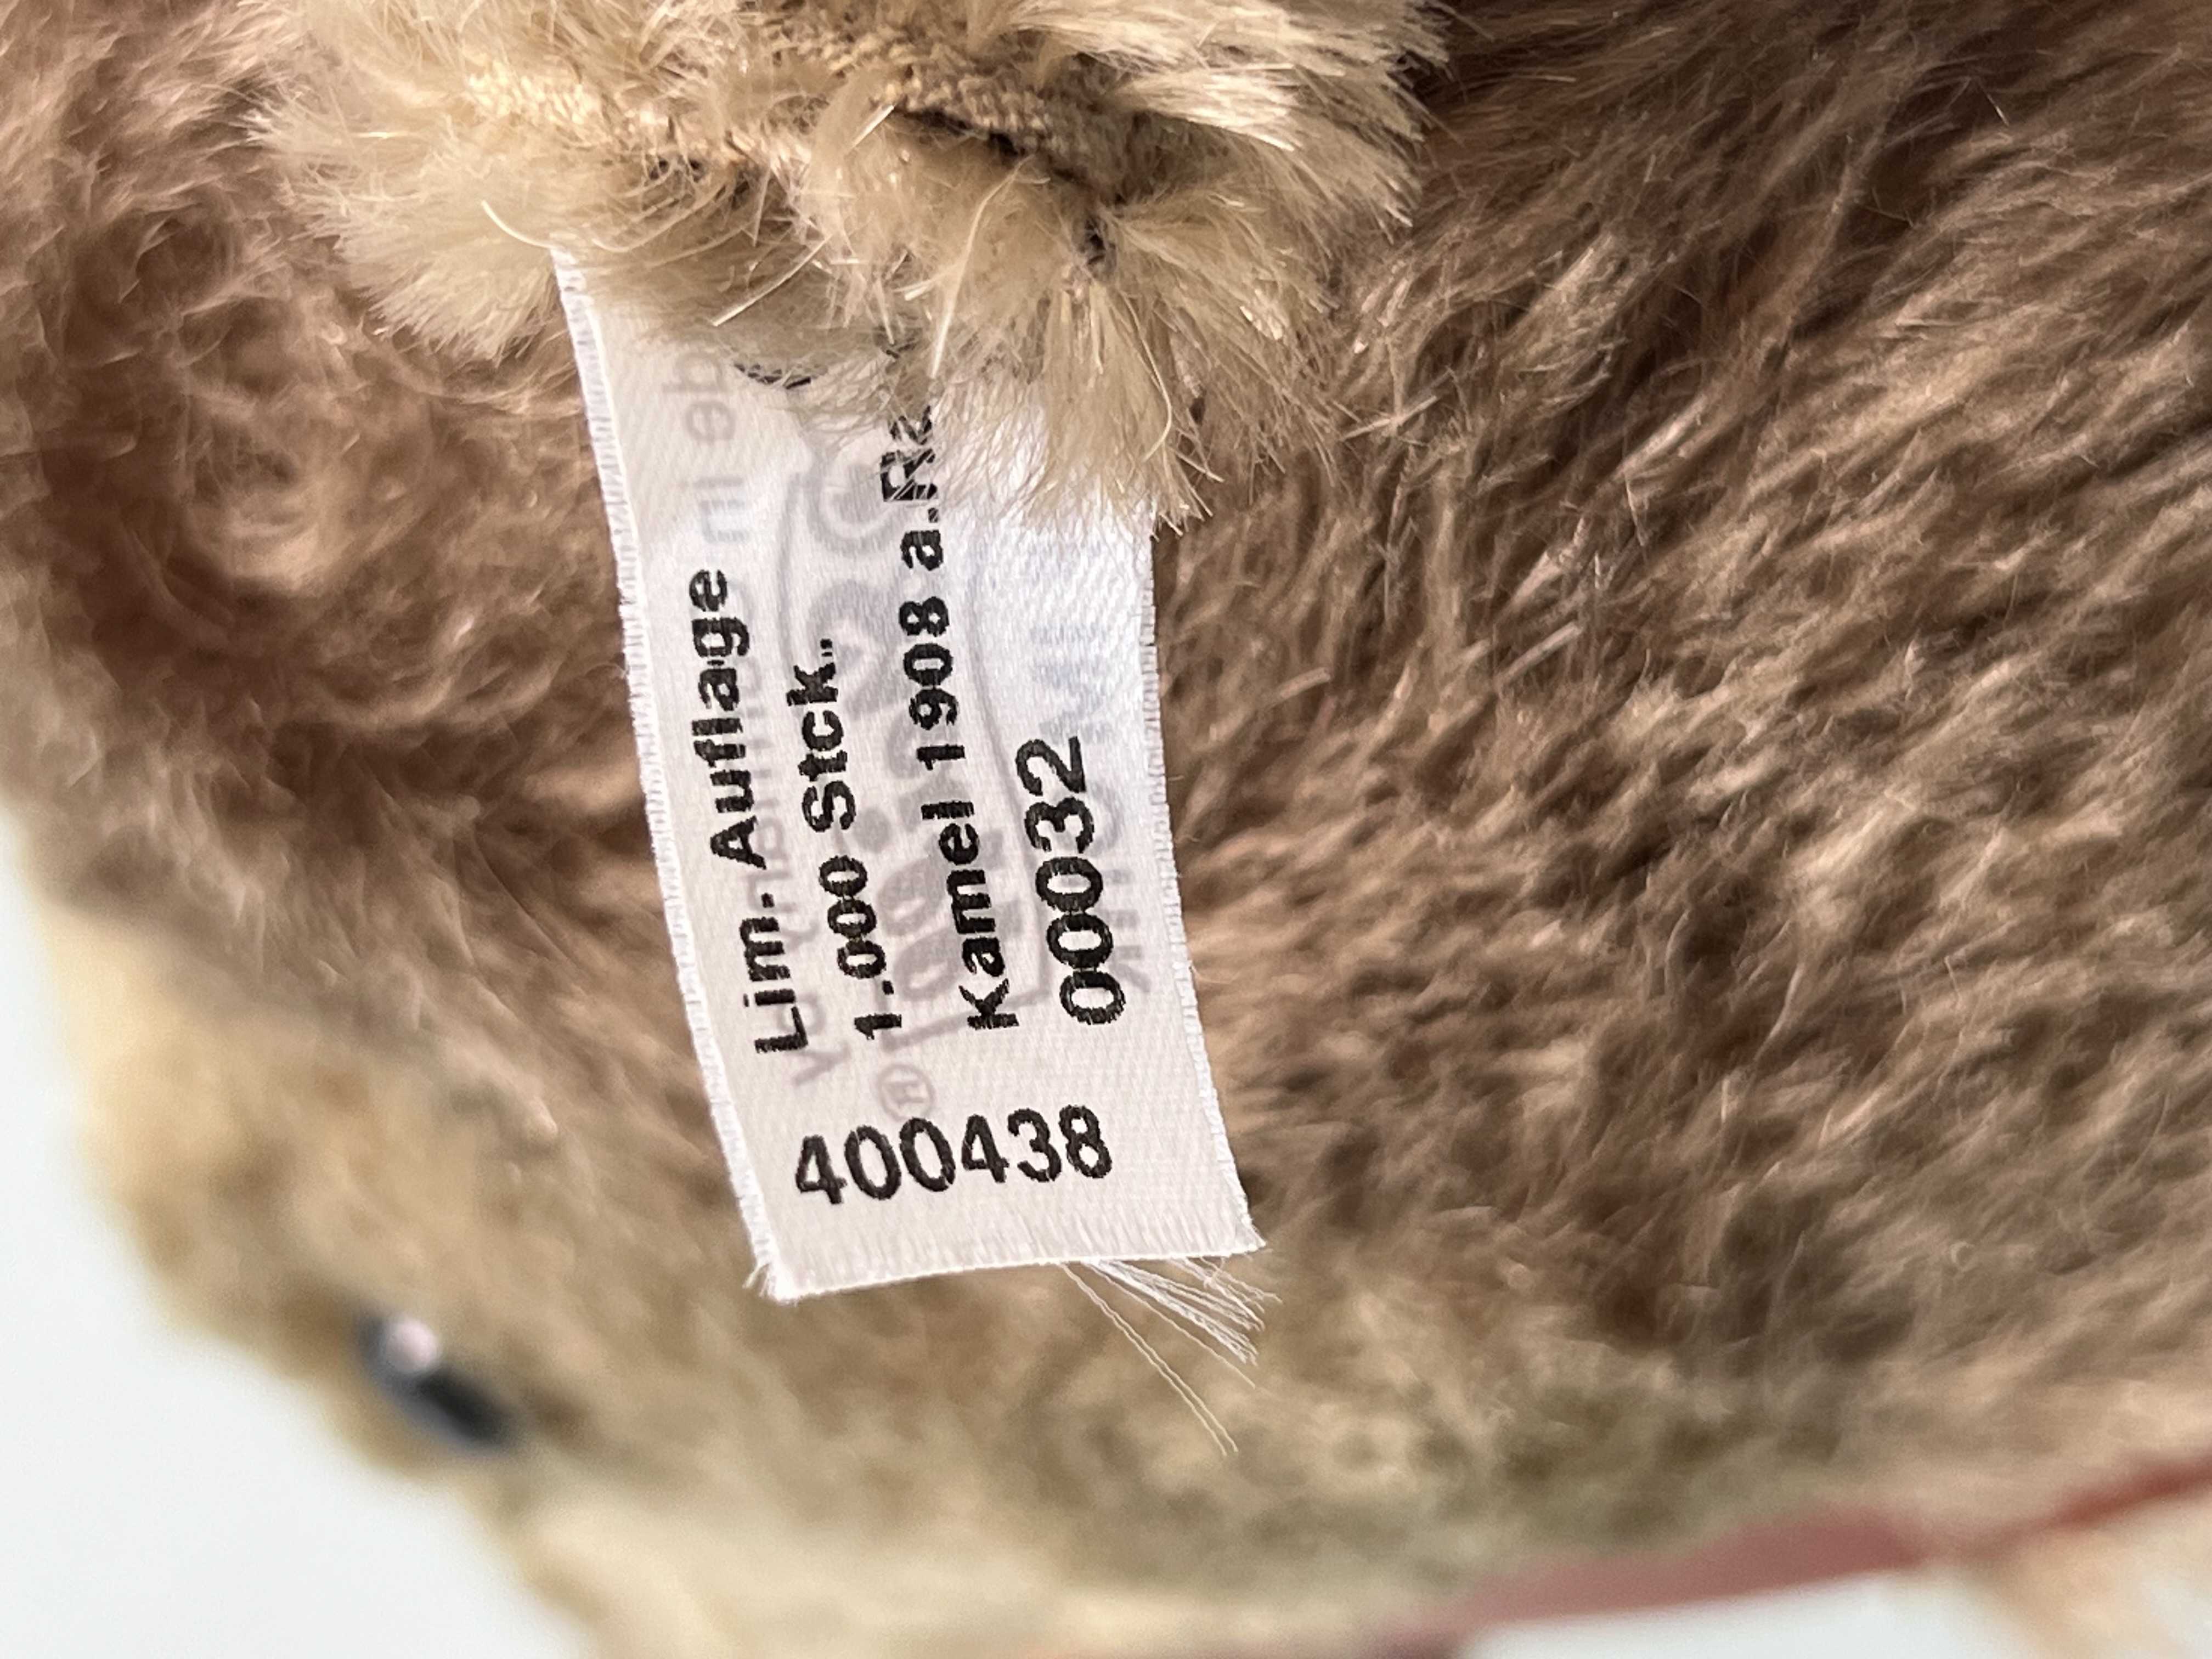 Lim. Auflage
1.000 Stck.
Kamel 1908 a.R
00032
400438